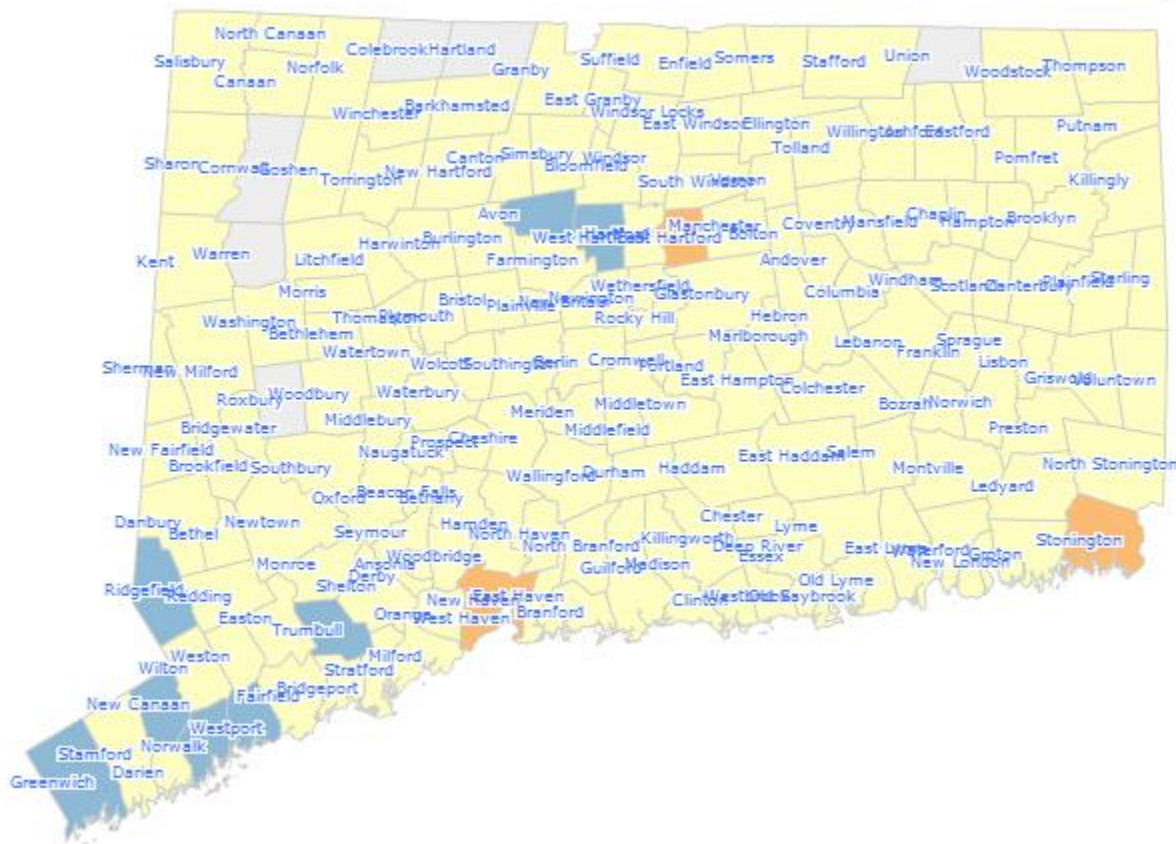 North Canaan
Salisbury
Canaan
Norfolk
Colebrook
Hartland
Granby
Suffield
Enfield
Somers
Stafford
Union
Woodstock
Thompson
Winchester
Barkhamsted
East Granby
Windsor Locks
East Windsor
Ellington
Tolland
Willington
Ashford
Eastford
Putnam
Sharon
Cornwall
Goshen
Torrington
New Hartford
Canton
Simsbury
Bloomfield
Windsor
South Windsor
Vernon
Pomfret
Killingly
Avon
West Hartford
Hartford
East Hartford
Manchester
Bolton
Coventry
Mansfield
Chaplin
Hampton
Brooklyn
Kent
Warren
Litchfield
Harwinton
Burlington
Farmington
Andover
Morris
Bristol
Plainville
New Britain
Newington
Wethersfield
Glastonbury
Rocky Hill
Hebron
Columbia
Windham
Scotland
Canterbury
Plainfield
Sterling
Washington
Bethlehem
Thomaston
Plymouth
Marlborough
Lebanon
Franklin
Sprague
Lisbon
Griswold
Voluntown
Sherman
New Milford
Watertown
Wolcott
Southington
Berlin
Cromwell
Portland
East Hampton
Colchester
Bozrah
Norwich
Preston
Roxbury
Woodbury
Waterbury
Bridgewater
Middlebury
Meriden
Middletown
Middlefield
New Fairfield
Brookfield
Southbury
Naugatuck
Prospect
Cheshire
Wallingford
Durham
Haddam
East Haddam
Salem
Montville
Ledyard
North Stonington
Oxford
Beacon Falls
Bethany
Danbury
Bethel
Newtown
Seymour
Hamden
North Haven
North Branford
Killingworth
Chester
Deep River
Lyme
Essex
East Lyme
Waterford
New London
Groton
Stonington
Monroe
Ansonia
Derby
Woodbridge
Shelton
Guilford
Madison
Ridgefield
Redding
Easton
Trumbull
Orange
New Haven
West Haven
East Haven
Branford
Clinton
Westbrook
Old Saybrook
Old Lyme
Weston
Wilton
Milford
Stratford
Bridgeport
Fairfield
New Canaan
Westport
Norwalk
Stamford
Darien
Greenwich